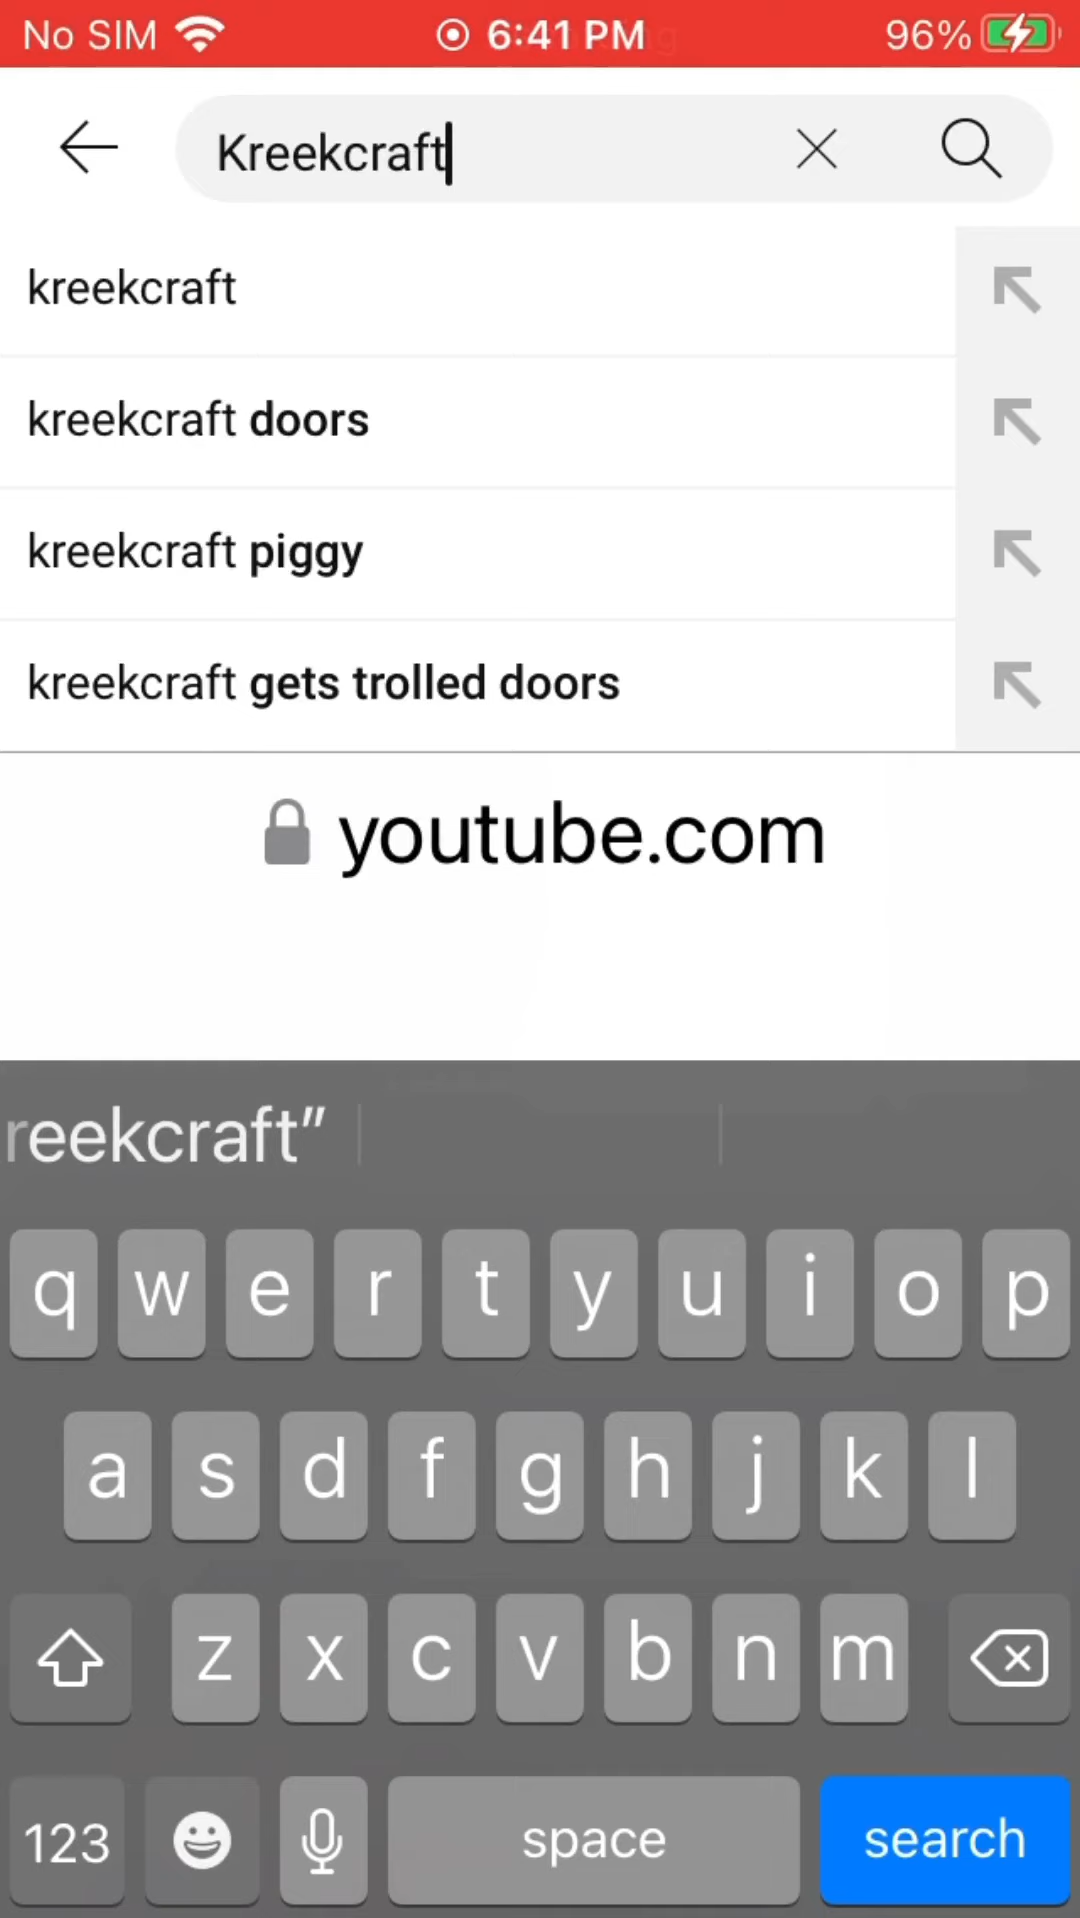 No SIM 6:41 PM 96%
Kreekcraft
kreekcraft
kreekcraft doors
kreekcraft piggy
kreekcraft gets trolled doors
youtube.com
reekcraft”
q w e r t y u i o p
a s d f g h j k l
z x c v b n m
123 space search